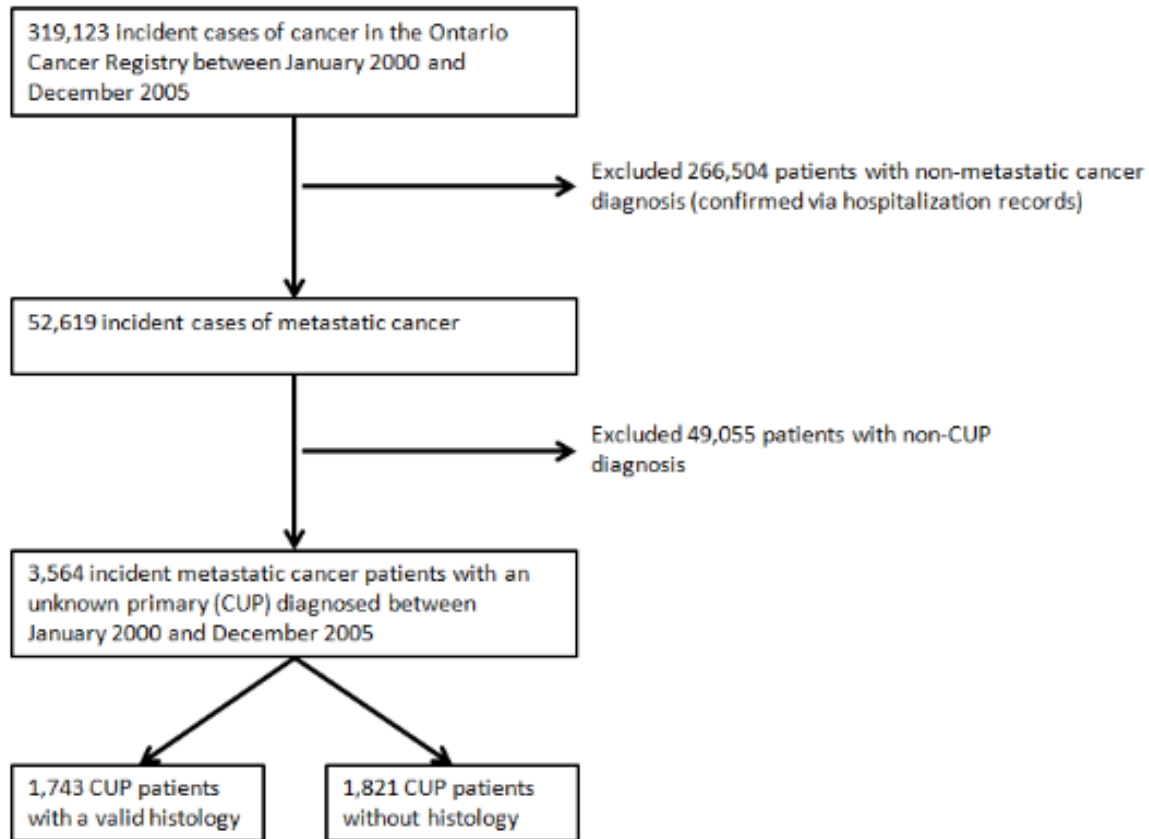 319,123 incident cases of cancer in the Ontario
Cancer Registry between January 2000 and
December 2005
Excluded 266,504 patients with non-metastatic cancer
diagnosis (confirmed via hospitalization records)
52,619 incident cases of metastatic cancer
Excluded 49,055 patients with non-CUP
diagnosis
3,564 incident metastatic cancer patients with an
unknown primary (CUP) diagnosed between
January 2000 and December 2005
1,743 CUP patients
with a valid histology
1,821 CUP patients
without histology